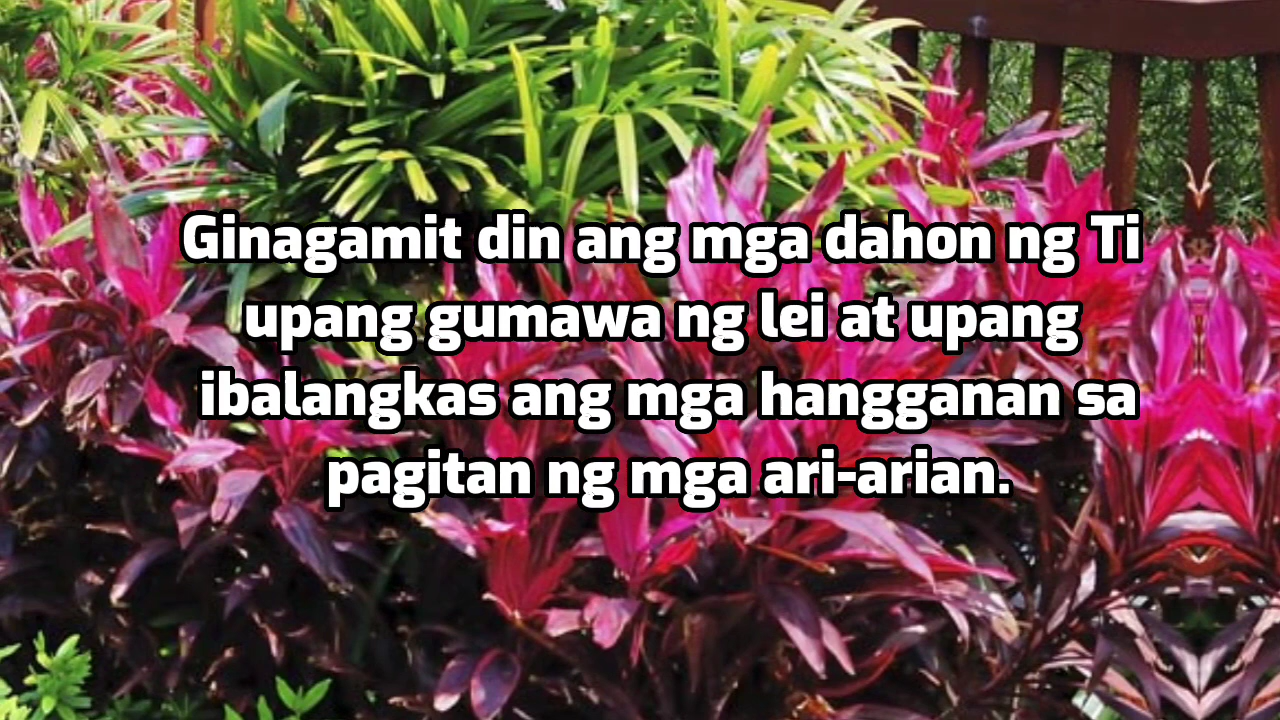 Ginagamit din ang mga dahon ng Ti
upang gumawa ng lei at upang
ibalangkas ang mga hangganan sa
pagitan ng mga ari-arian.